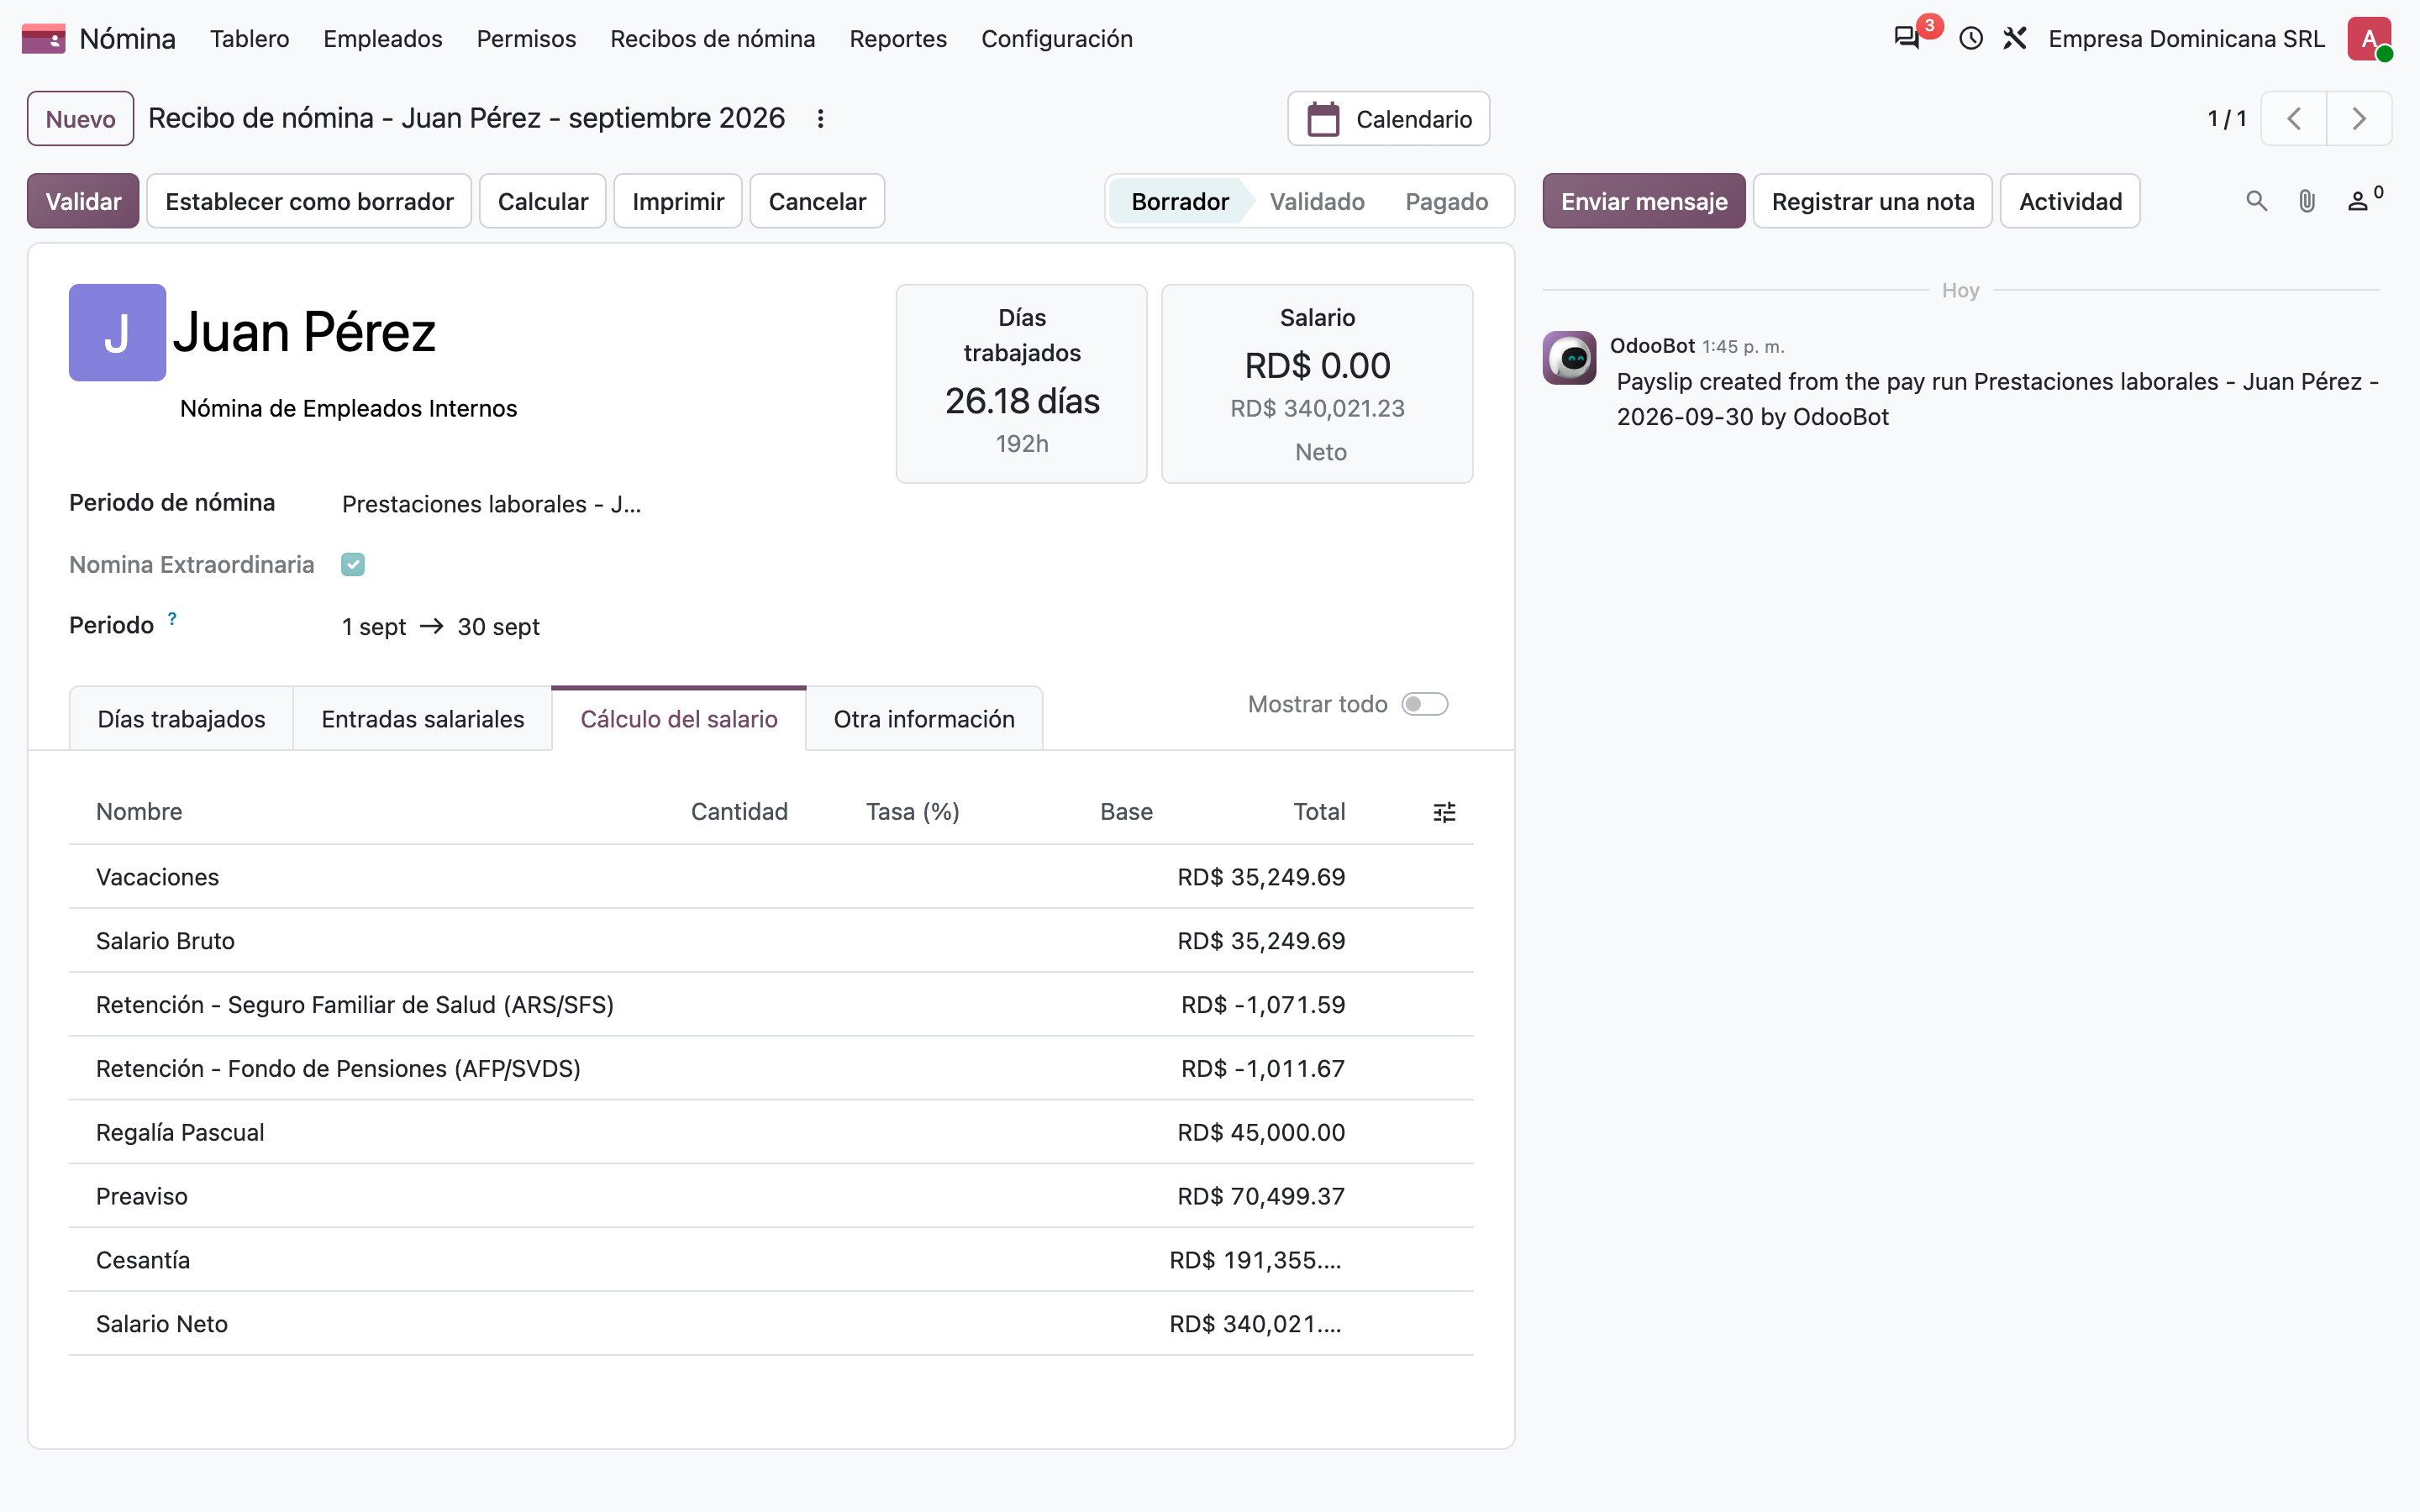 Nómina Tablero Empleados Permisos Recibos de nómina Reportes Configuración 3 Empresa Dominicana SRL A
Nuevo Recibo de nómina - Juan Pérez - septiembre 2026 Calendario 1 / 1
Validar Establecer como borrador Calcular Imprimir Cancelar Borrador Validado Pagado Enviar mensaje Registrar una nota Actividad 0
J Juan Pérez
Nómina de Empleados Internos
Días
trabajados
26.18 días
192h
Salario
RD$ 0.00
RD$ 340,021.23
Neto
Periodo de nómina Prestaciones laborales - J...
Nomina Extraordinaria
Periodo ? 1 sept → 30 sept
Días trabajados Entradas salariales Cálculo del salario Otra información Mostrar todo
Nombre Cantidad Tasa (%) Base Total
Vacaciones RD$ 35,249.69
Salario Bruto RD$ 35,249.69
Retención - Seguro Familiar de Salud (ARS/SFS) RD$ -1,071.59
Retención - Fondo de Pensiones (AFP/SVDS) RD$ -1,011.67
Regalía Pascual RD$ 45,000.00
Preaviso RD$ 70,499.37
Cesantía RD$ 191,355....
Salario Neto RD$ 340,021....
Hoy
OdooBot 1:45 p. m.
Payslip created from the pay run Prestaciones laborales - Juan Pérez -
2026-09-30 by OdooBot